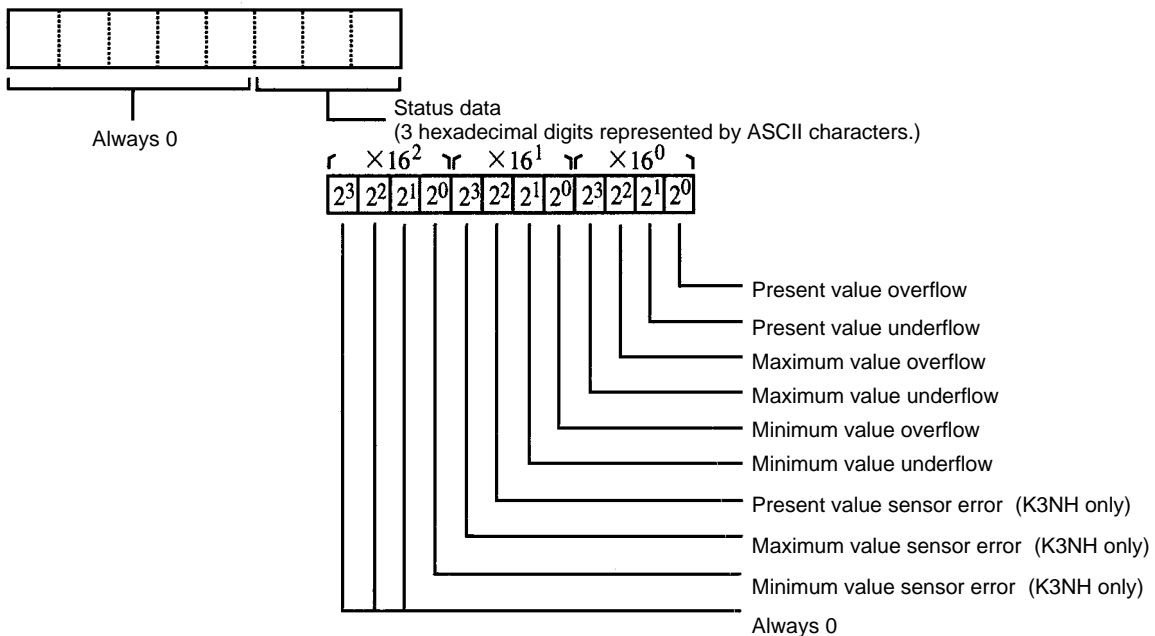 Always 0
Status data
(3 hexadecimal digits represented by ASCII characters.)
×16² ×16¹ ×16⁰
2³ 2² 2¹ 2⁰ 2³ 2² 2¹ 2⁰ 2³ 2² 2¹ 2⁰
Present value overflow
Present value underflow
Maximum value overflow
Maximum value underflow
Minimum value overflow
Minimum value underflow
Present value sensor error (K3NH only)
Maximum value sensor error (K3NH only)
Minimum value sensor error (K3NH only)
Always 0